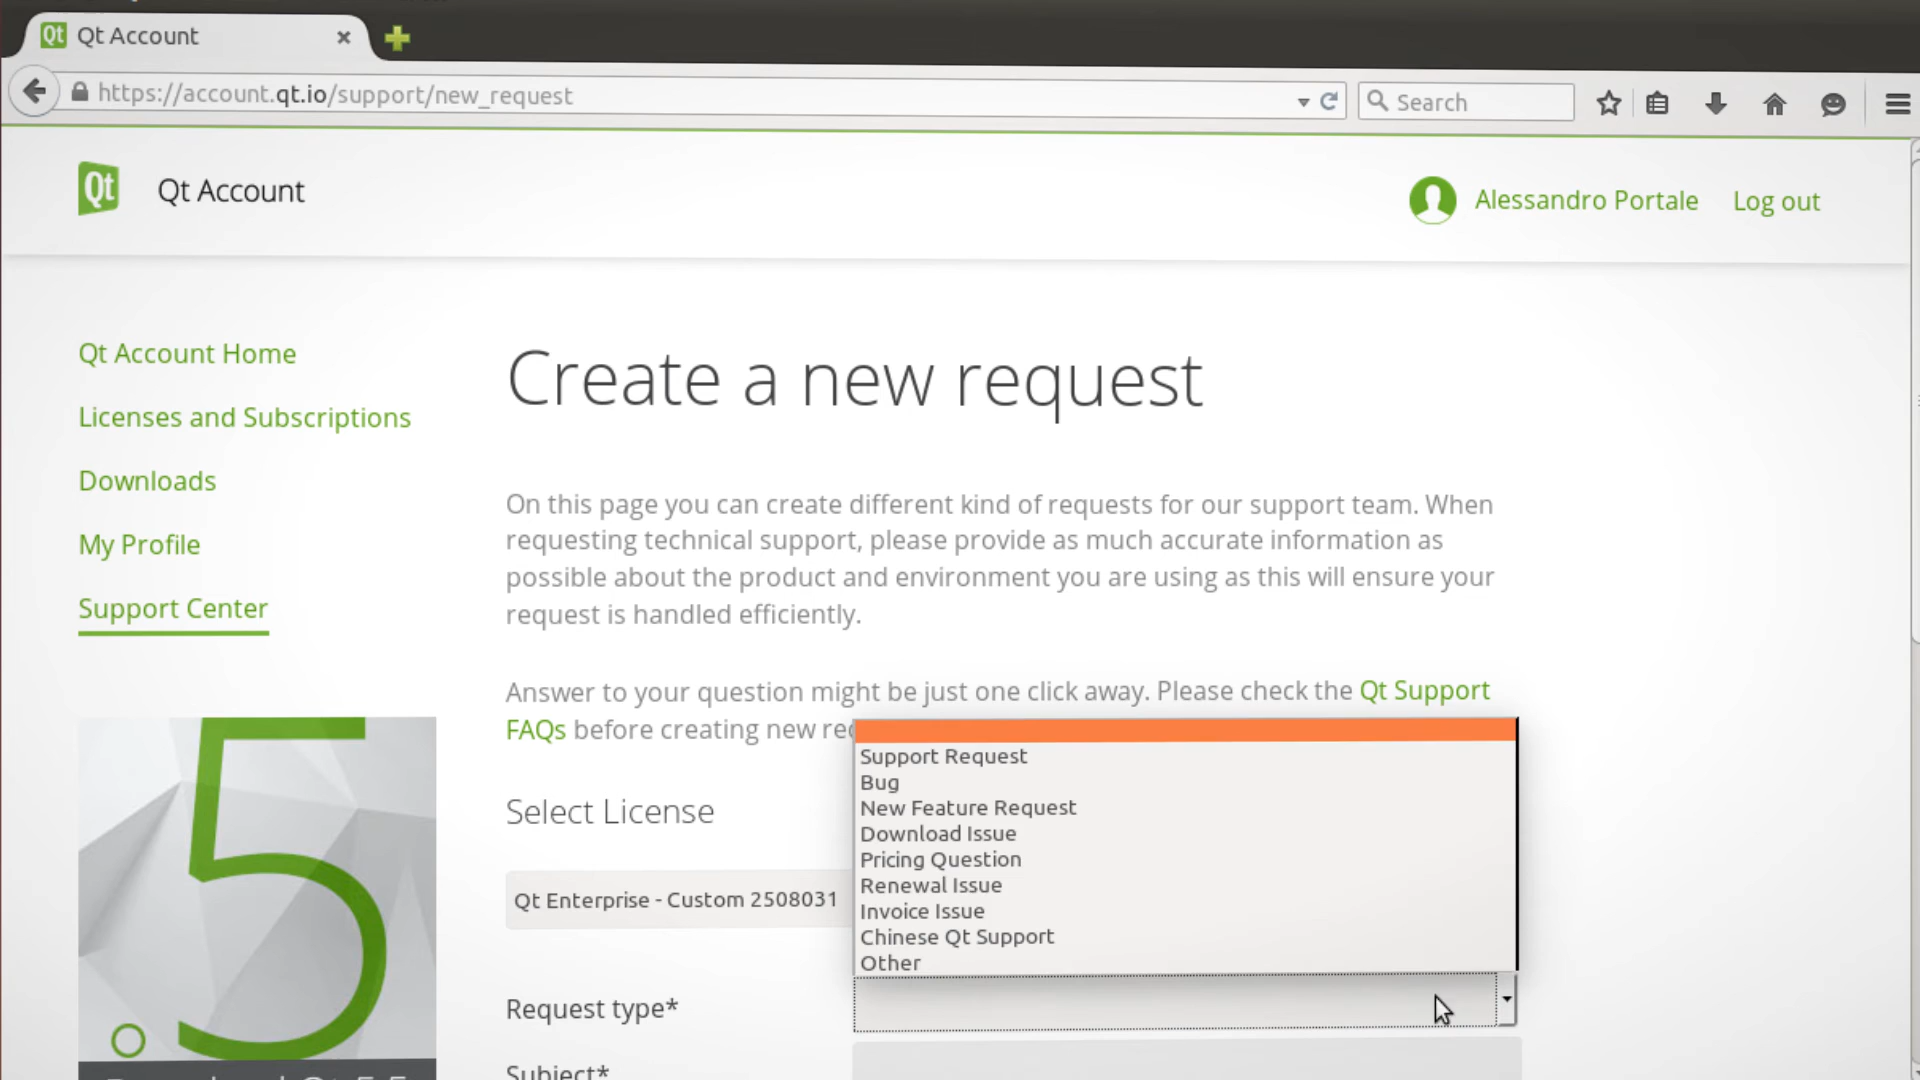 Qt Qt Account
https://account.qt.io/support/new_request
Search
Qt Qt Account
Alessandro Portale
Log out
Qt Account Home
Licenses and Subscriptions
Downloads
My Profile
Support Center
Create a new request
On this page you can create different kind of requests for our support team. When
requesting technical support, please provide as much accurate information as
possible about the product and environment you are using as this will ensure your
request is handled efficiently.
Answer to your question might be just one click away. Please check the Qt Support
FAQs before creating new
Support Request
Bug
New Feature Request
Download Issue
Pricing Question
Renewal Issue
Invoice Issue
Chinese Qt Support
Other
Select License
Qt Enterprise - Custom 2508031
Request type*
Subject*
5